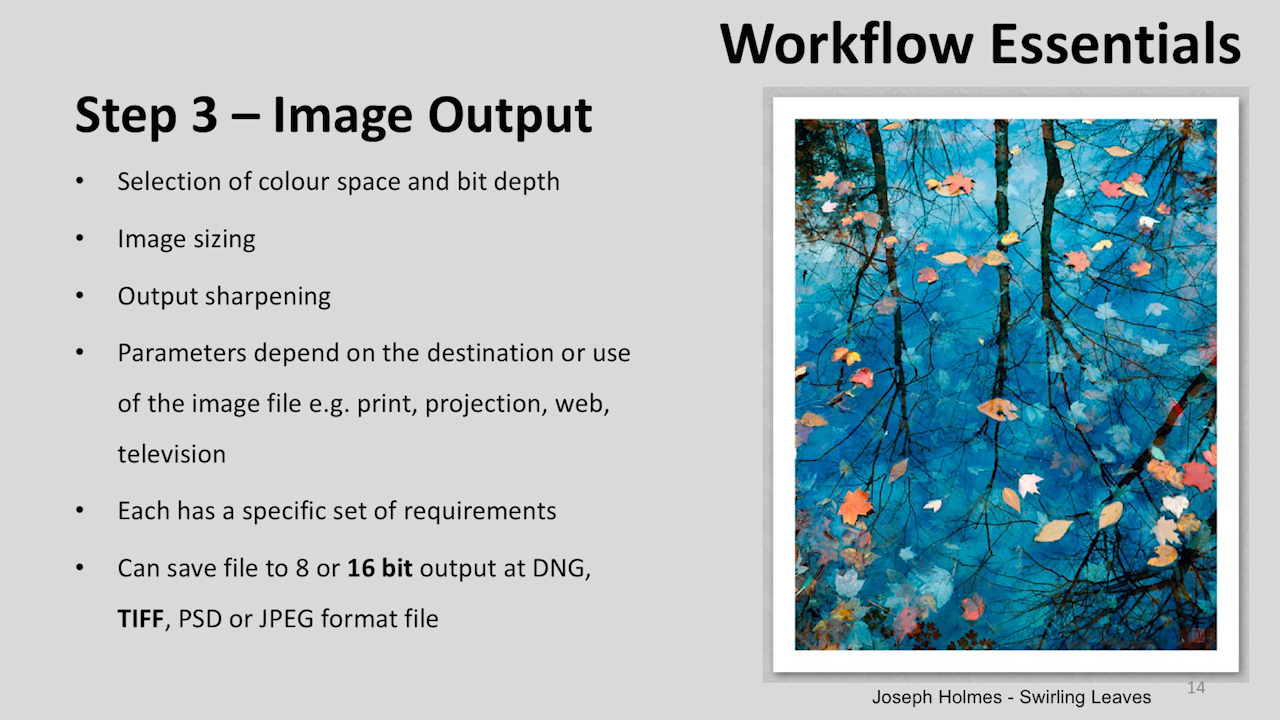 Workflow Essentials
Step 3 – Image Output
• Selection of colour space and bit depth
• Image sizing
• Output sharpening
• Parameters depend on the destination or use
of the image file e.g. print, projection, web,
television
• Each has a specific set of requirements
• Can save file to 8 or 16 bit output at DNG,
TIFF, PSD or JPEG format file
Joseph Holmes - Swirling Leaves
14